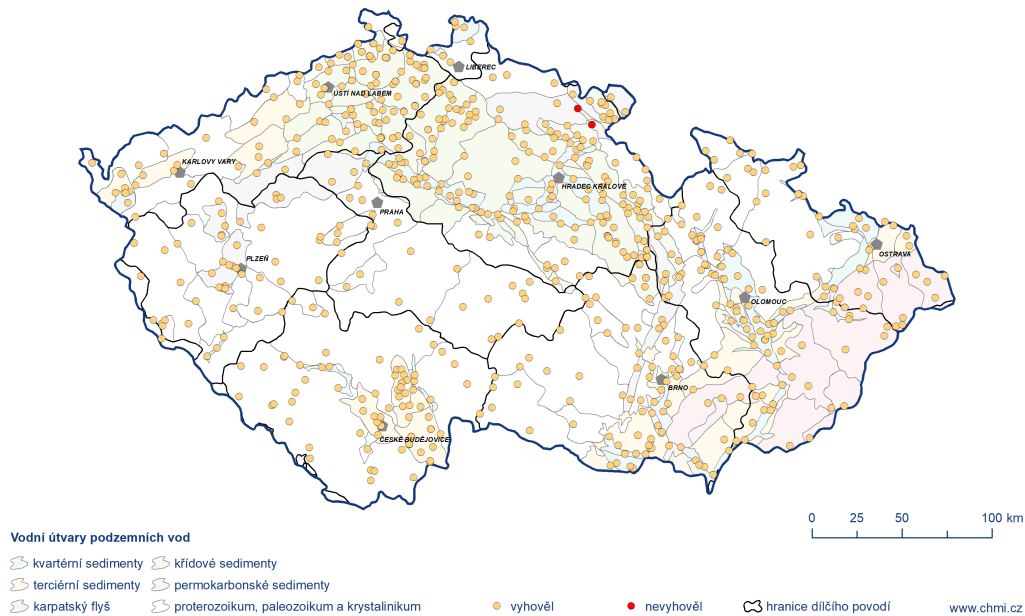 LIBEREC
ÚSTÍ NAD LABEM
KARLOVY VARY
HRADEC KRÁLOVÉ
PRAHA
PLZEŇ
OSTRAVA
OLOMOUC
BRNO
ČESKÉ BUDĚJOVICE
0 25 50 100 km
Vodní útvary podzemních vod
kvartérní sedimenty křídové sedimenty
terciérní sedimenty permokarbonské sedimenty
karpatský flyš proterozoikum, paleozoikum a krystalinikum vyhověl nevyhověl hranice dílčího povodí www.chmi.cz